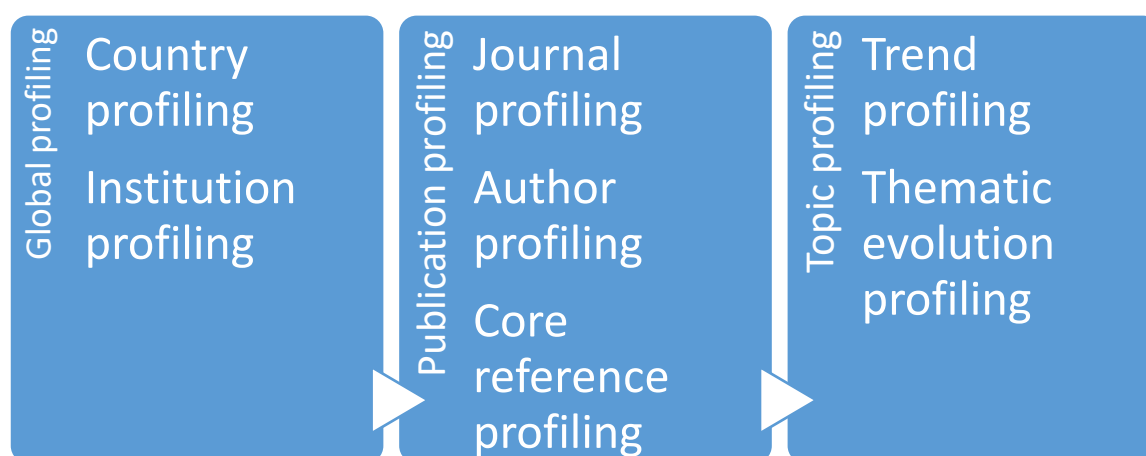 Global profiling
Country
profiling
Institution
profiling
Publication profiling
Journal
profiling
Author
profiling
Core
reference
profiling
Topic profiling
Trend
profiling
Thematic
evolution
profiling